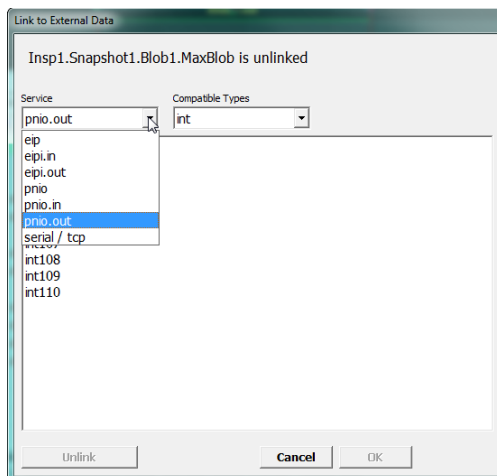 Link to External Data
Insp1.Snapshot1.Blob1.MaxBlob is unlinked
Service
Compatible Types
pnio.out
int
eip
eipi.in
eipi.out
pnio
pnio.in
pnio.out
serial / tcp
int107
int108
int109
int110
Unlink
Cancel
OK